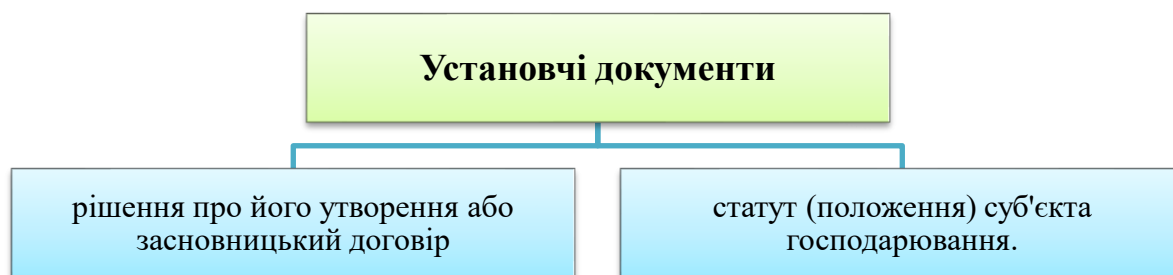 Установчі документи
рішення про його утворення або
засновницький договір
статут (положення) суб'єкта
господарювання.